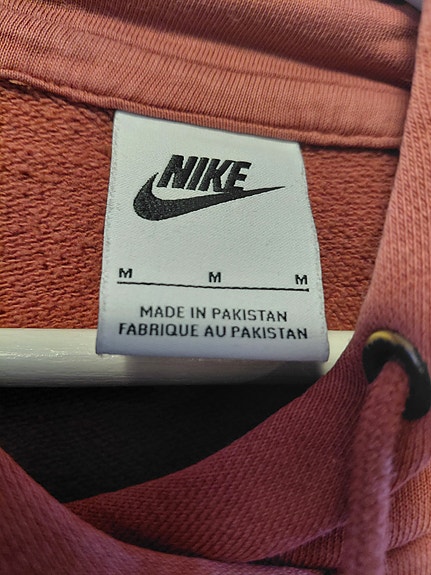 NIKE
M M M
MADE IN PAKISTAN
FABRIQUE AU PAKISTAN